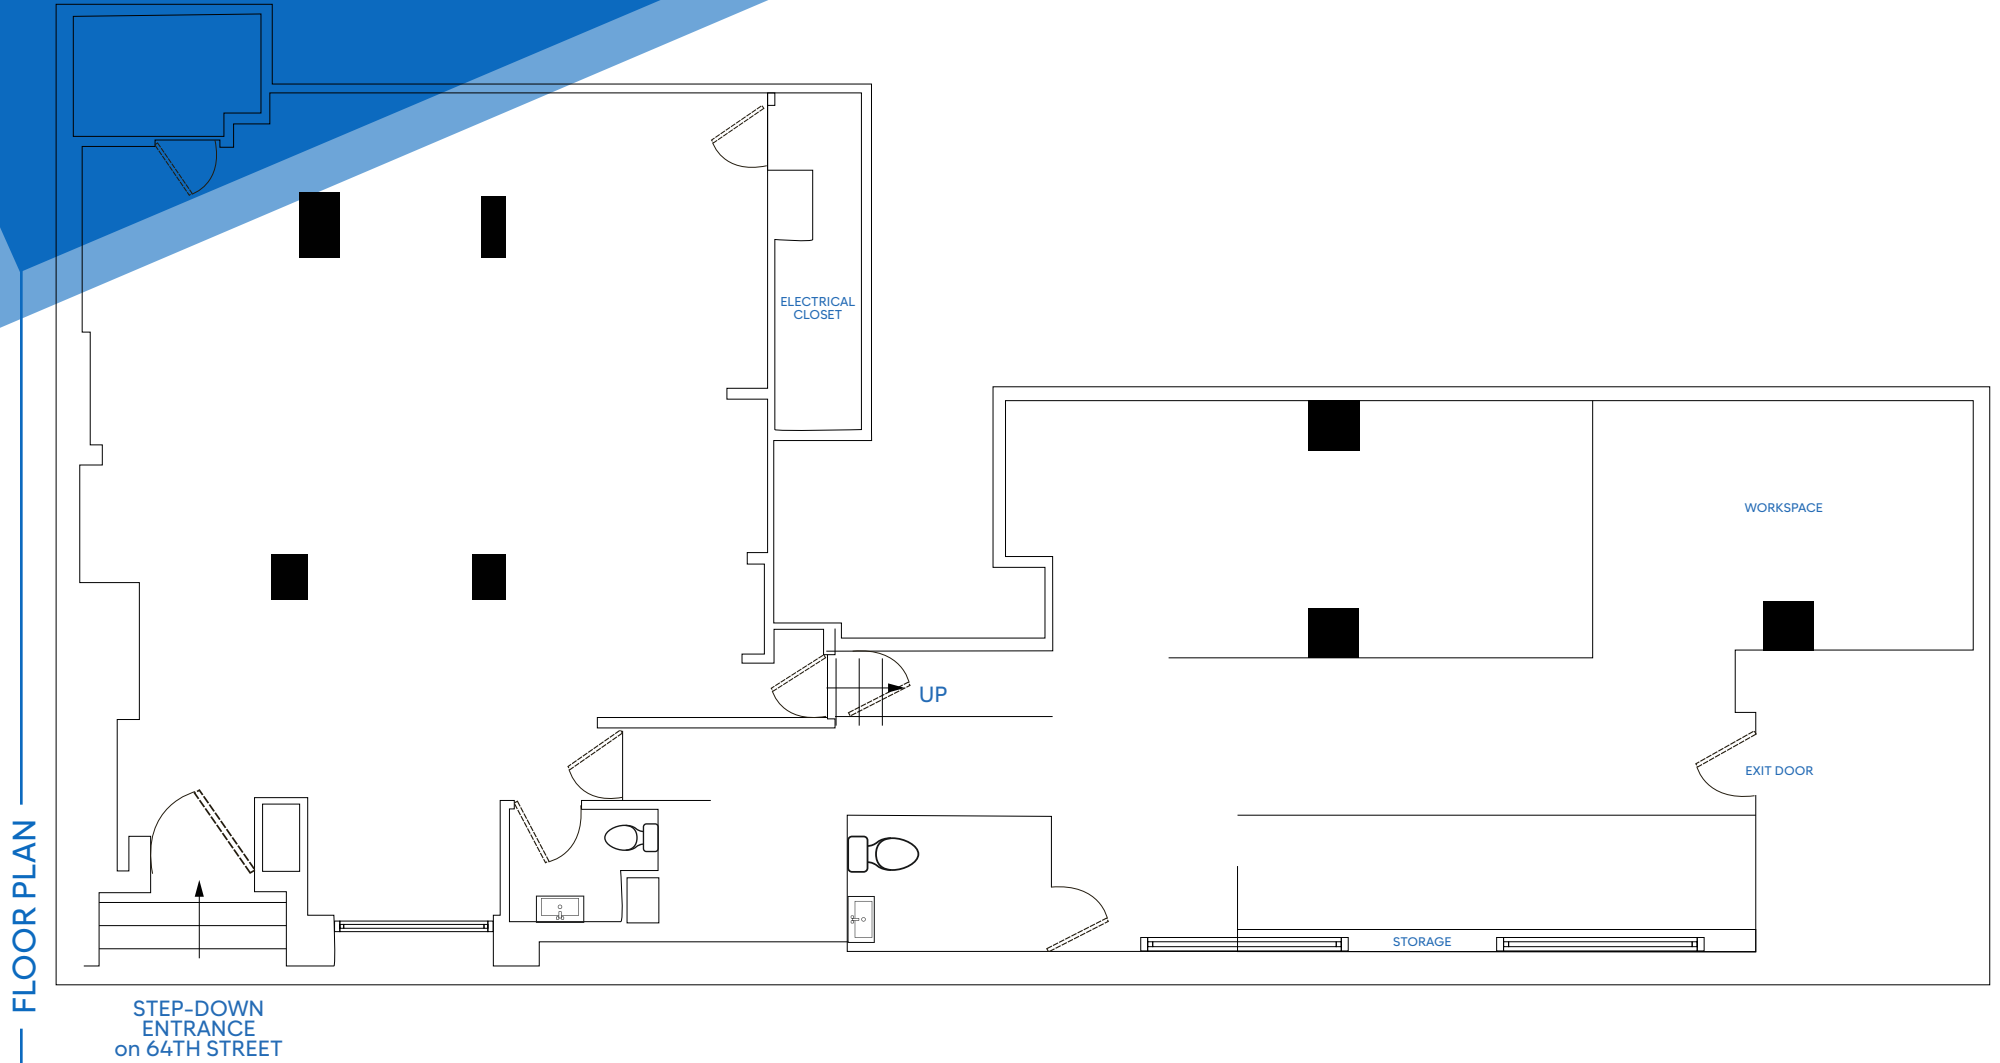 FLOOR PLAN
ELECTRICAL
CLOSET
WORKSPACE
UP
EXIT DOOR
STORAGE
STEP-DOWN
ENTRANCE
on 64TH STREET